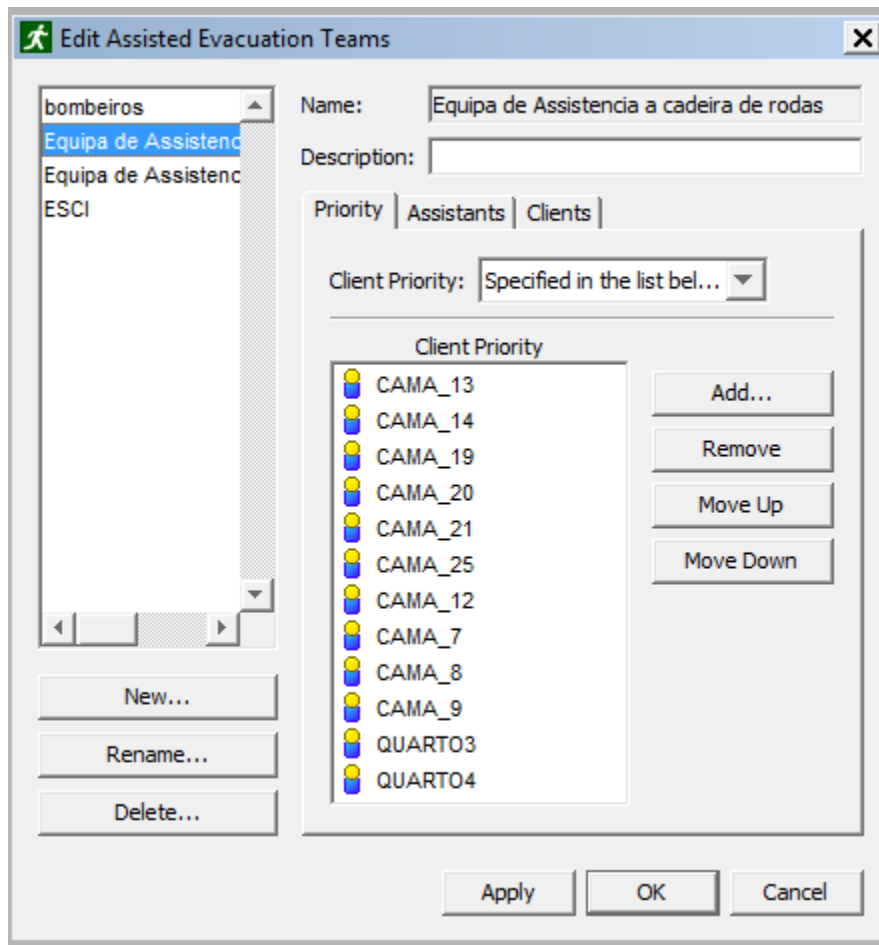 Edit Assisted Evacuation Teams
bombeiros
Equipa de Assistenc
Equipa de Assistenc
ESCI
New...
Rename...
Delete...
Name: Equipa de Assistencia a cadeira de rodas
Description:
Priority Assistants Clients
Client Priority: Specified in the list bel...
Client Priority
CAMA_13
CAMA_14
CAMA_19
CAMA_20
CAMA_21
CAMA_25
CAMA_12
CAMA_7
CAMA_8
CAMA_9
QUARTO3
QUARTO4
Add...
Remove
Move Up
Move Down
Apply OK Cancel